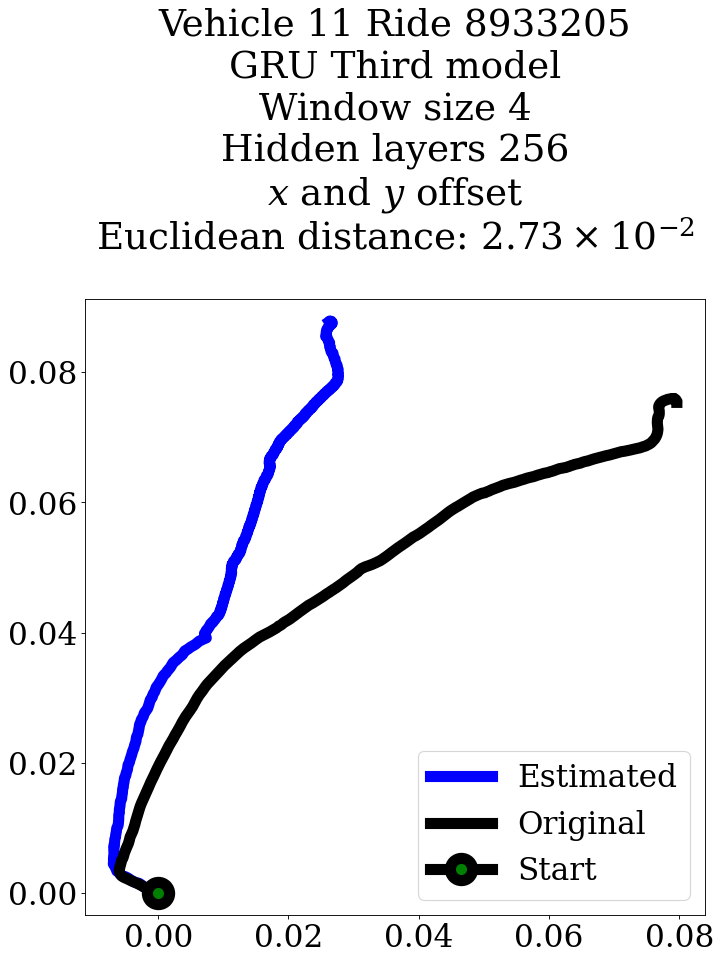 Vehicle 11 Ride 8933205
GRU Third model
Window size 4
Hidden layers 256
x and y offset
Euclidean distance: 2.73 × 10⁻²
0.08
0.06
0.04
0.02
0.00
Estimated
Original
Start
0.00 0.02 0.04 0.06 0.08